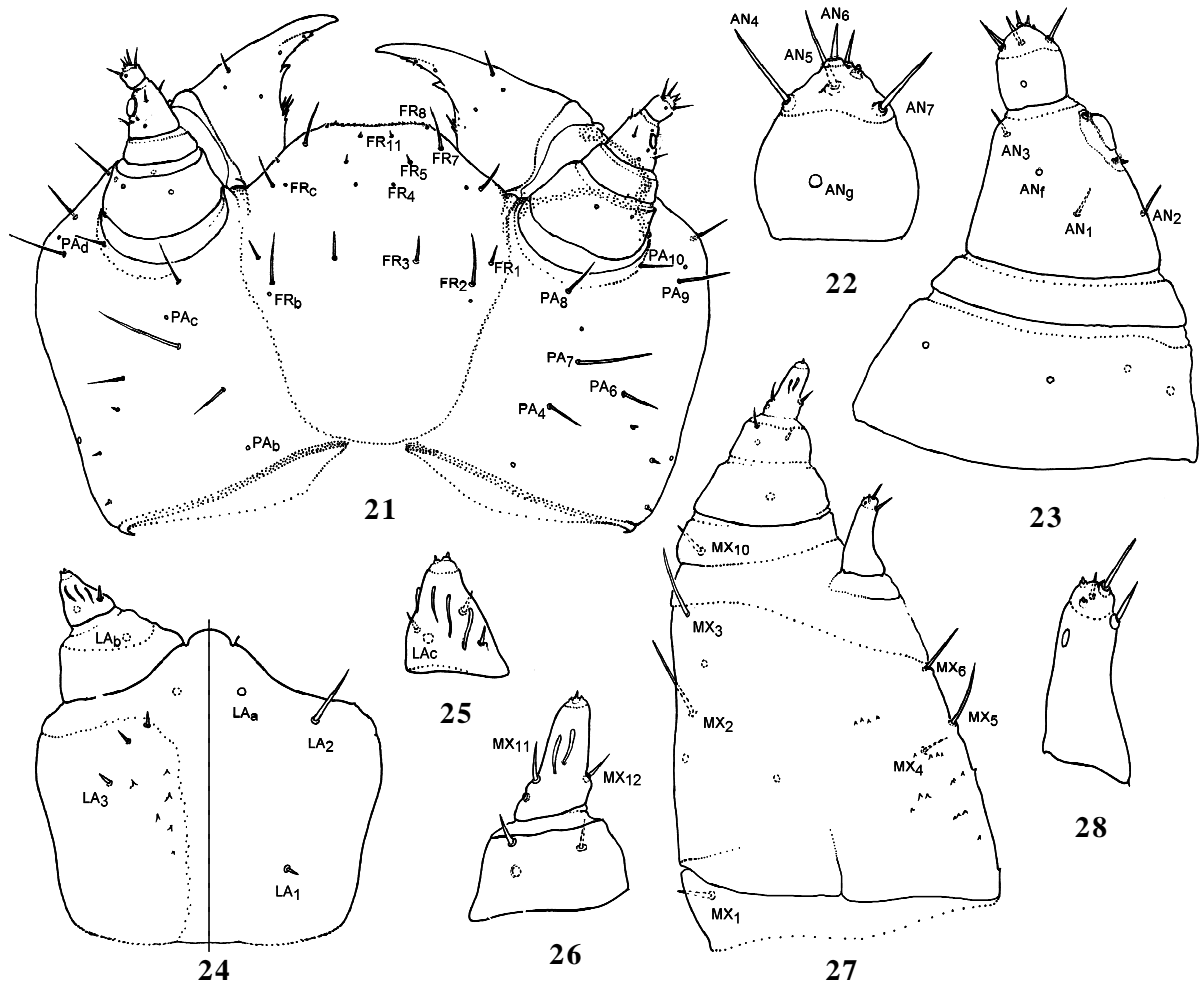 FR8
FR11
FR7
FR5
FRc
FR4
PAd
FR3
FR1
PA10
FRb
FR2
PA8
PA9
PAc
PA7
PA6
PA4
PAb
21
AN4
AN6
AN5
AN7
ANg
22
AN3
ANf
AN1
AN2
23
LAb
LAa
LA2
LA3
LA1
24
LAc
25
MX11
MX12
26
MX10
MX3
MX6
MX2
MX5
MX4
MX1
27
28